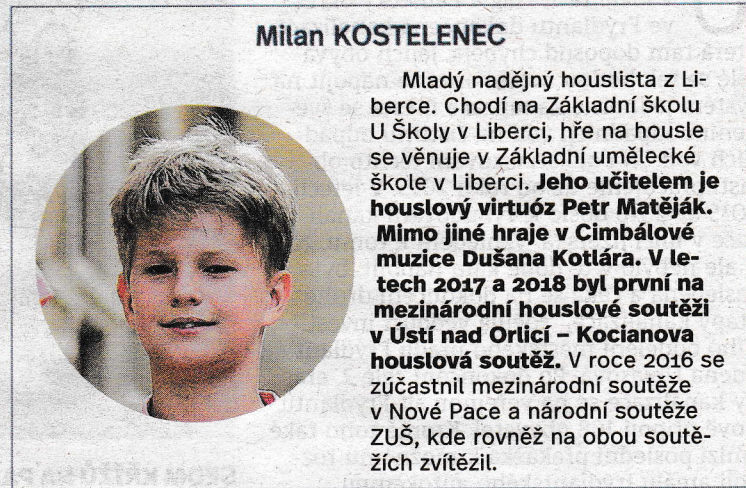 Milan KOSTELENEC
Mladý nadějný houslista z Li-
berce. Chodí na Základní školu
U Školy v Liberci, hře na housle
se věnuje v Základní umělecké
škole v Liberci. Jeho učitelem je
houslový virtuóz Petr Matěják.
Mimo jiné hraje v Cimbálové
muzice Dušana Kotlára. V le-
tech 2017 a 2018 byl první na
mezinárodní houslové soutěži
v Ústí nad Orlicí – Kocianova
houslová soutěž. V roce 2016 se
zúčastnil mezinárodní soutěže
v Nové Pace a národní soutěže
ZUŠ, kde rovněž na obou soutě-
žích zvítězil.